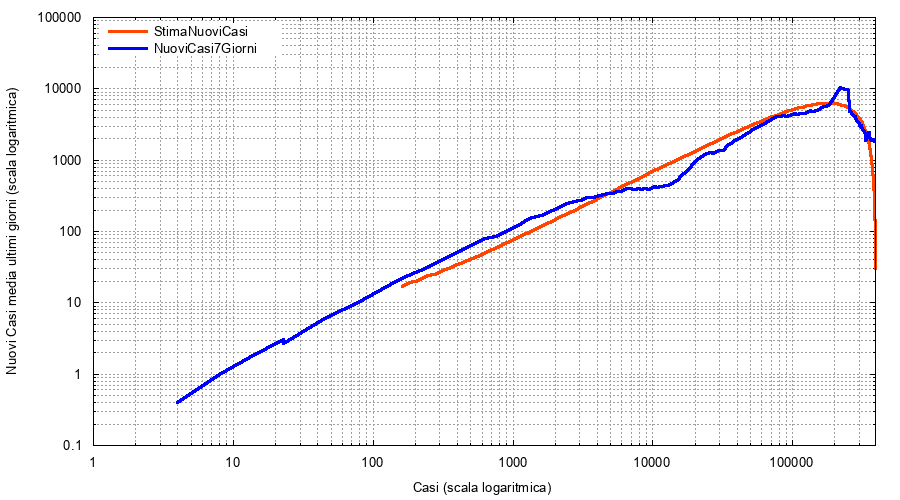 100000
10000
1000
100
10
1
0.1
StimaNuoviCasi
NuoviCasi7Giorni
Nuovi Casi media ultimi giorni (scala logaritmica)
1 10 100 1000 10000 100000
Casi (scala logaritmica)